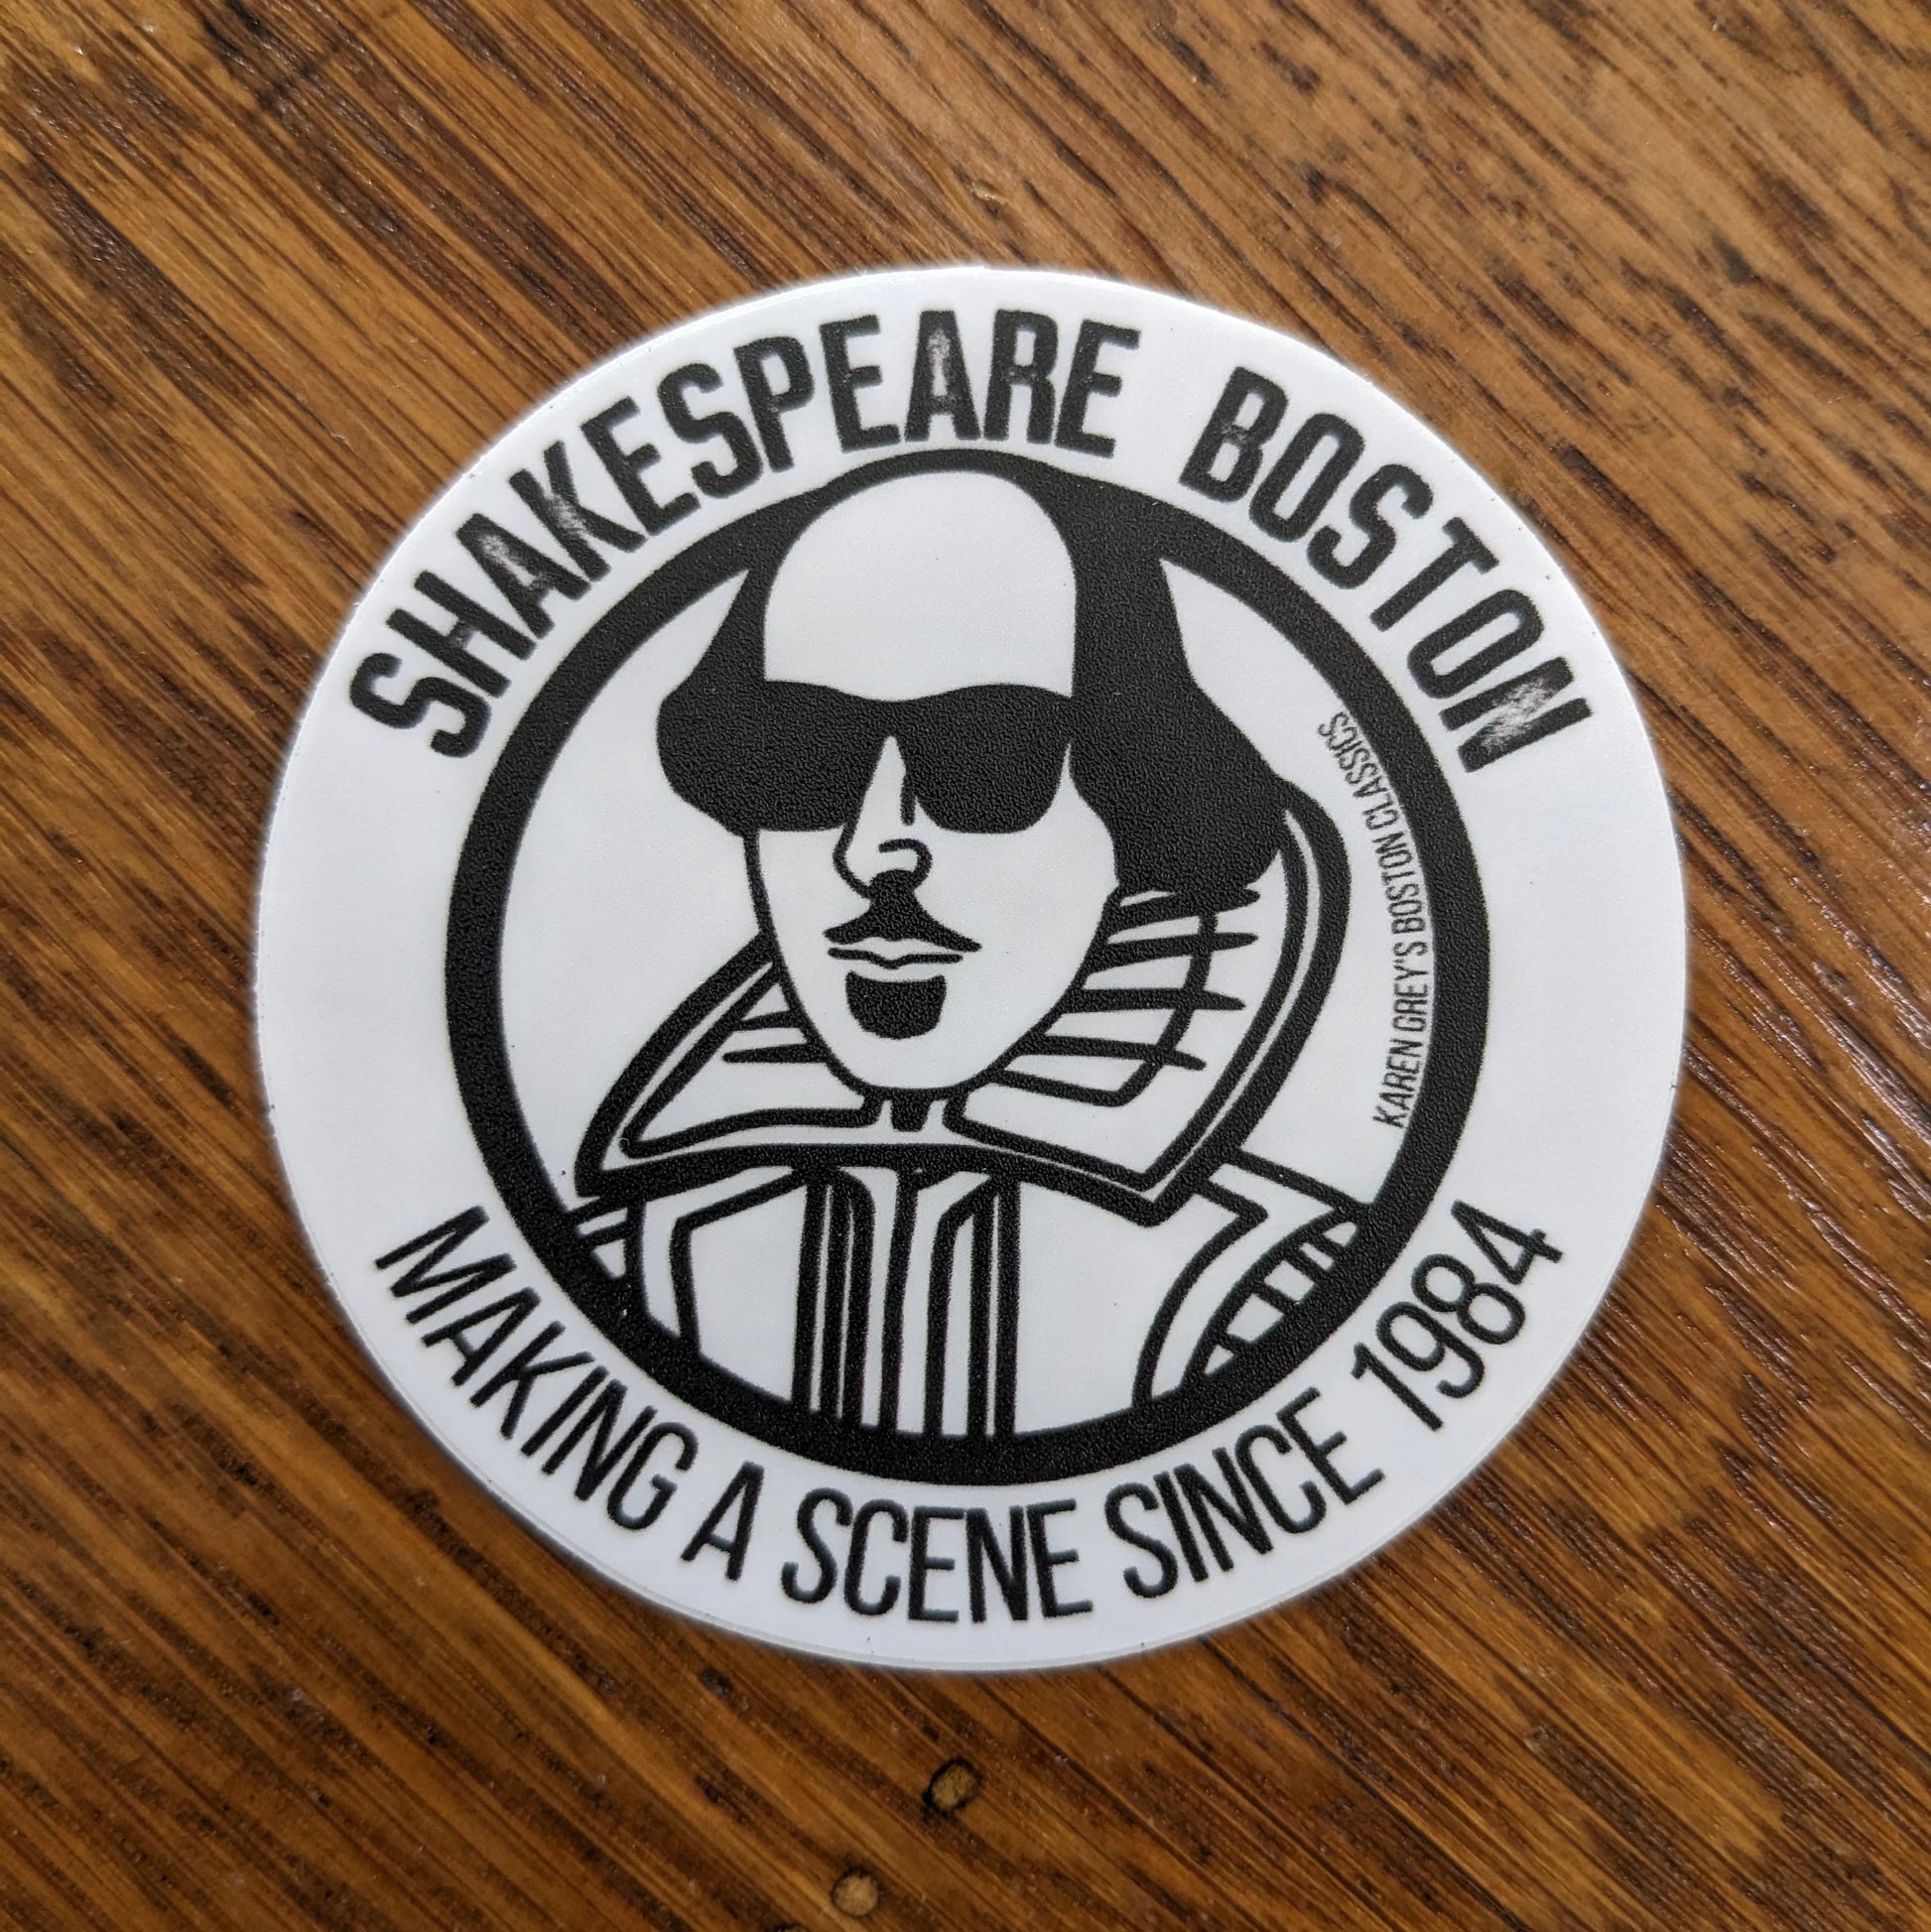 SHAKESPEARE BOSTON
KAREN GREY'S BOSTON CLASSICS
MAKING A SCENE SINCE 1984